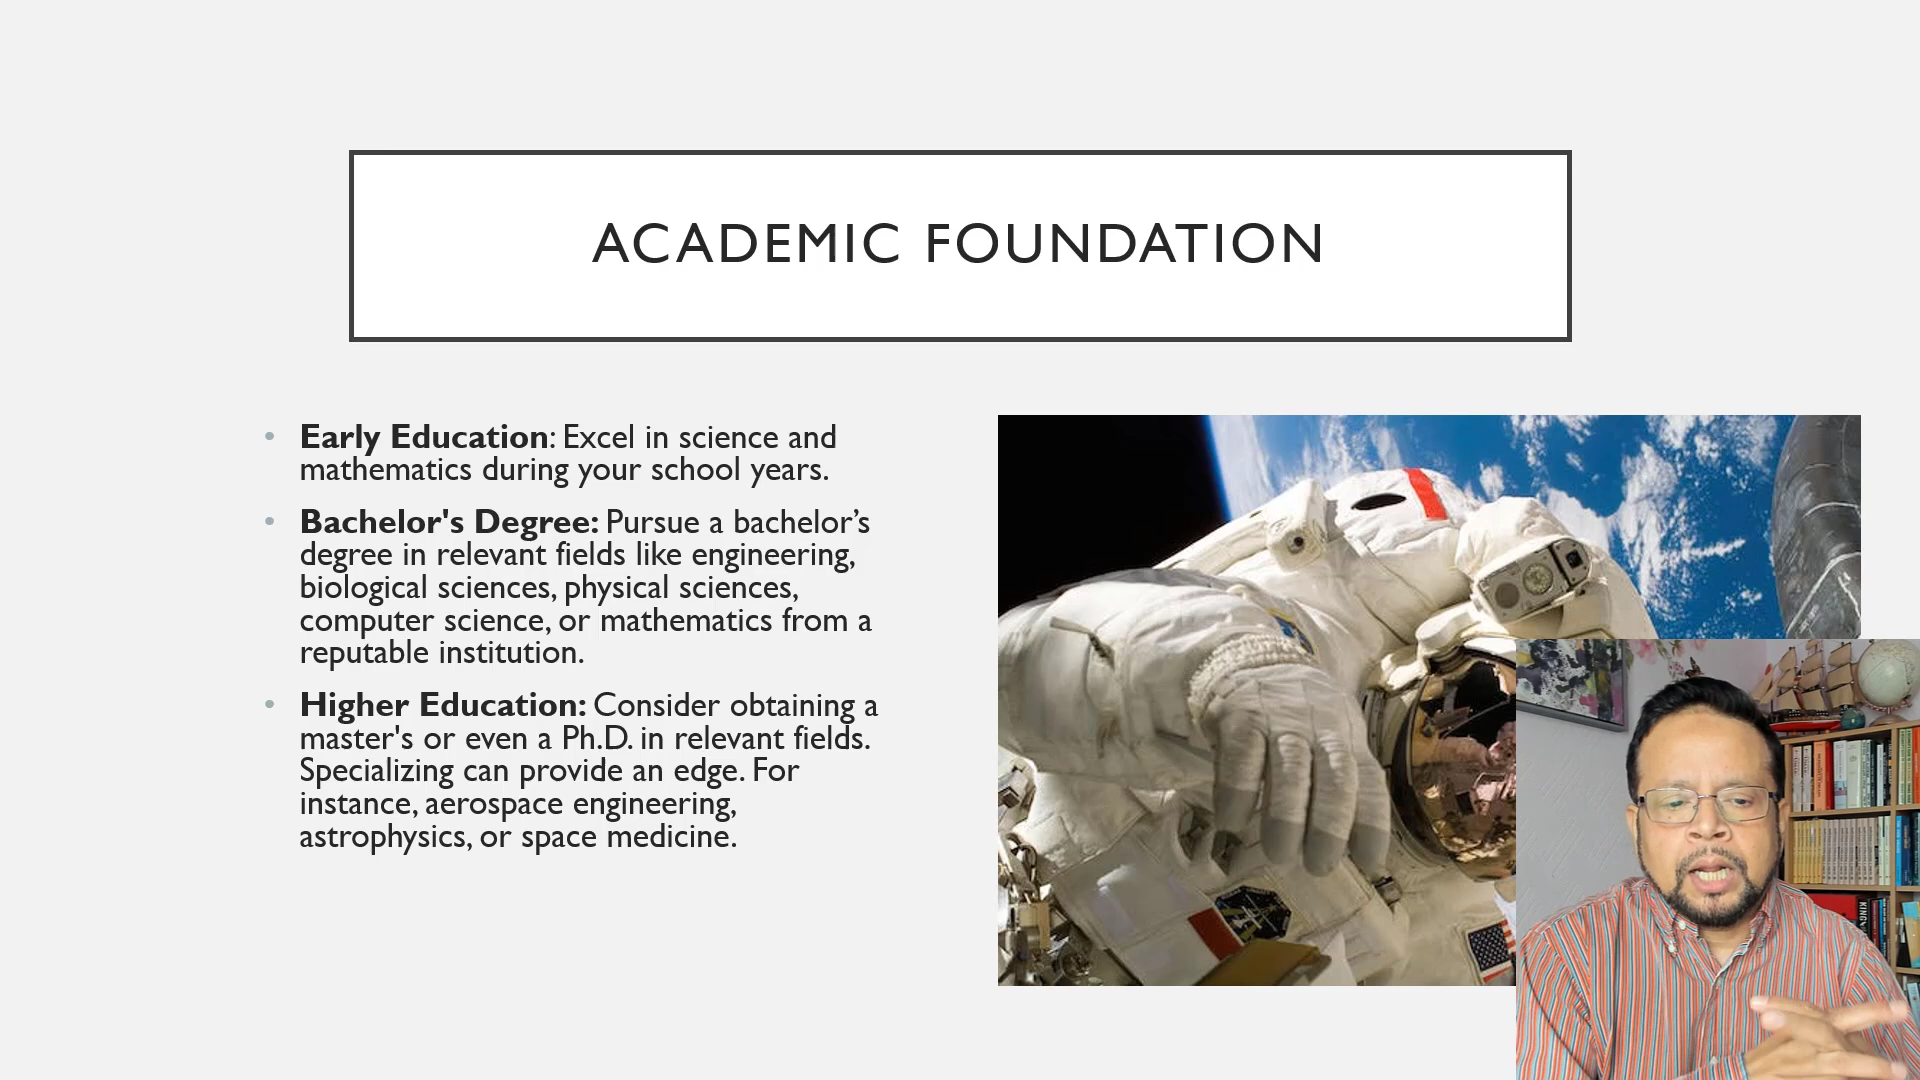 ACADEMIC FOUNDATION
• Early Education: Excel in science and
mathematics during your school years.
• Bachelor's Degree: Pursue a bachelor’s
degree in relevant fields like engineering,
biological sciences, physical sciences,
computer science, or mathematics from a
reputable institution.
• Higher Education: Consider obtaining a
master's or even a Ph.D. in relevant fields.
Specializing can provide an edge. For
instance, aerospace engineering,
astrophysics, or space medicine.